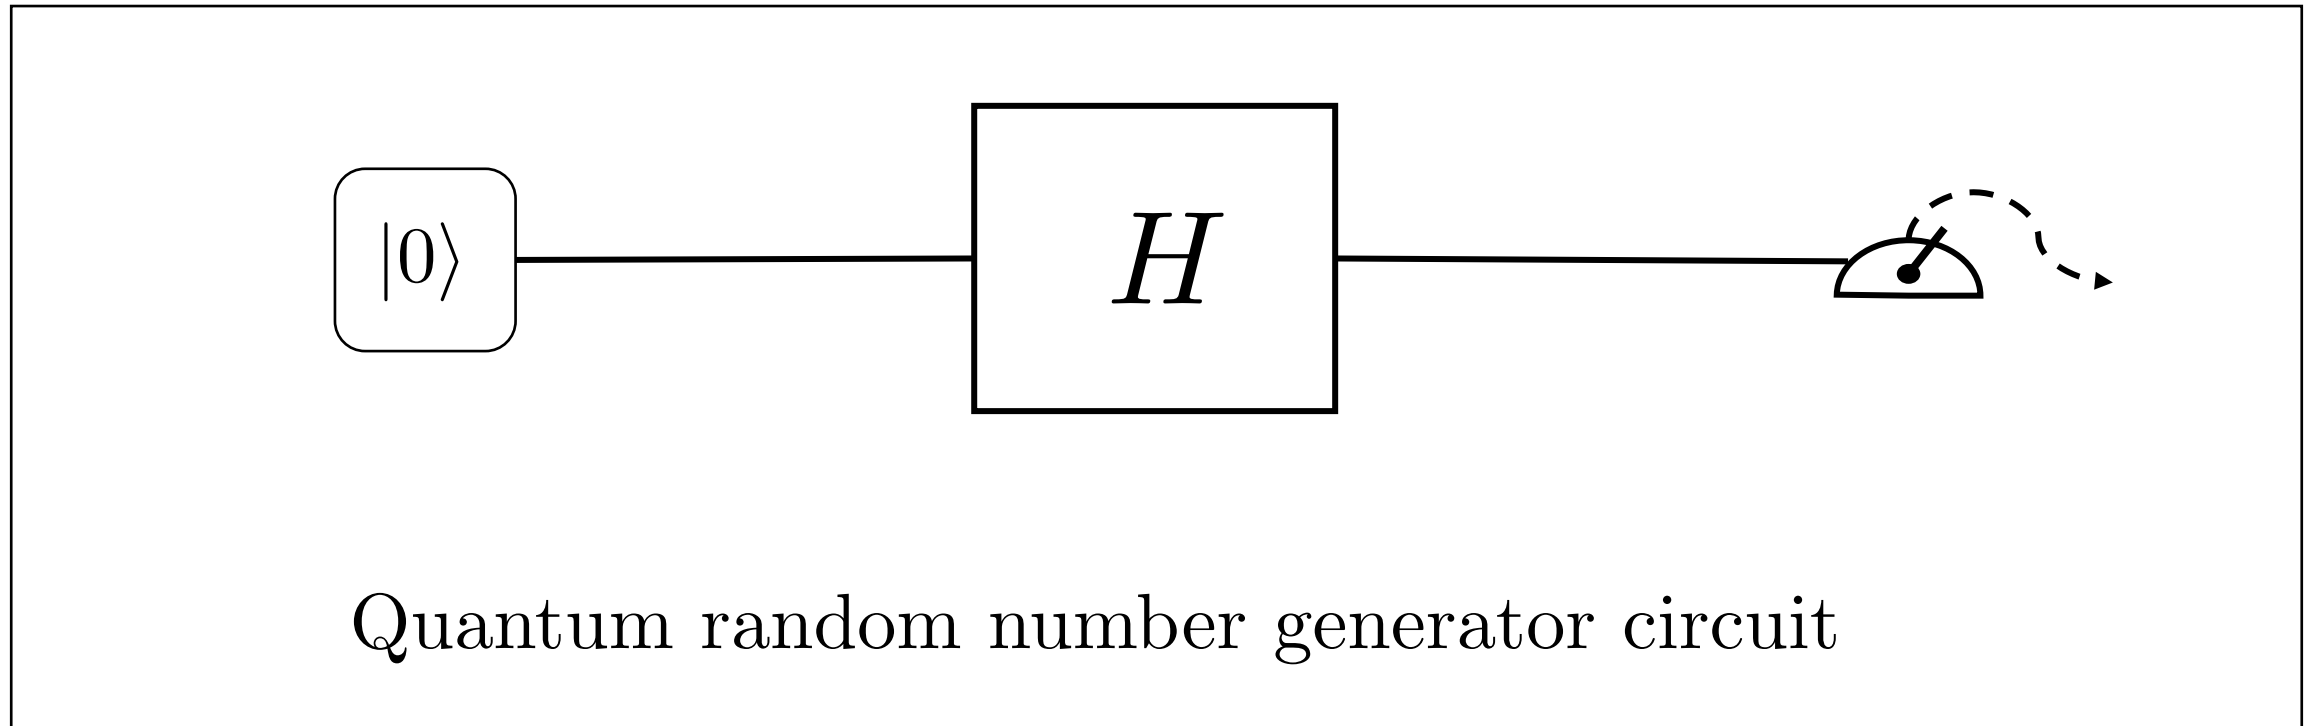 |0⟩
H
Quantum random number generator circuit